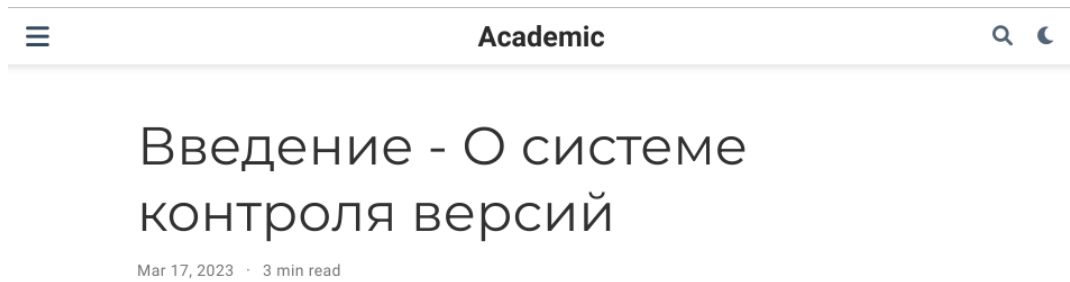 Academic
Введение - О системе
контроля версий
Mar 17, 2023 · 3 min read